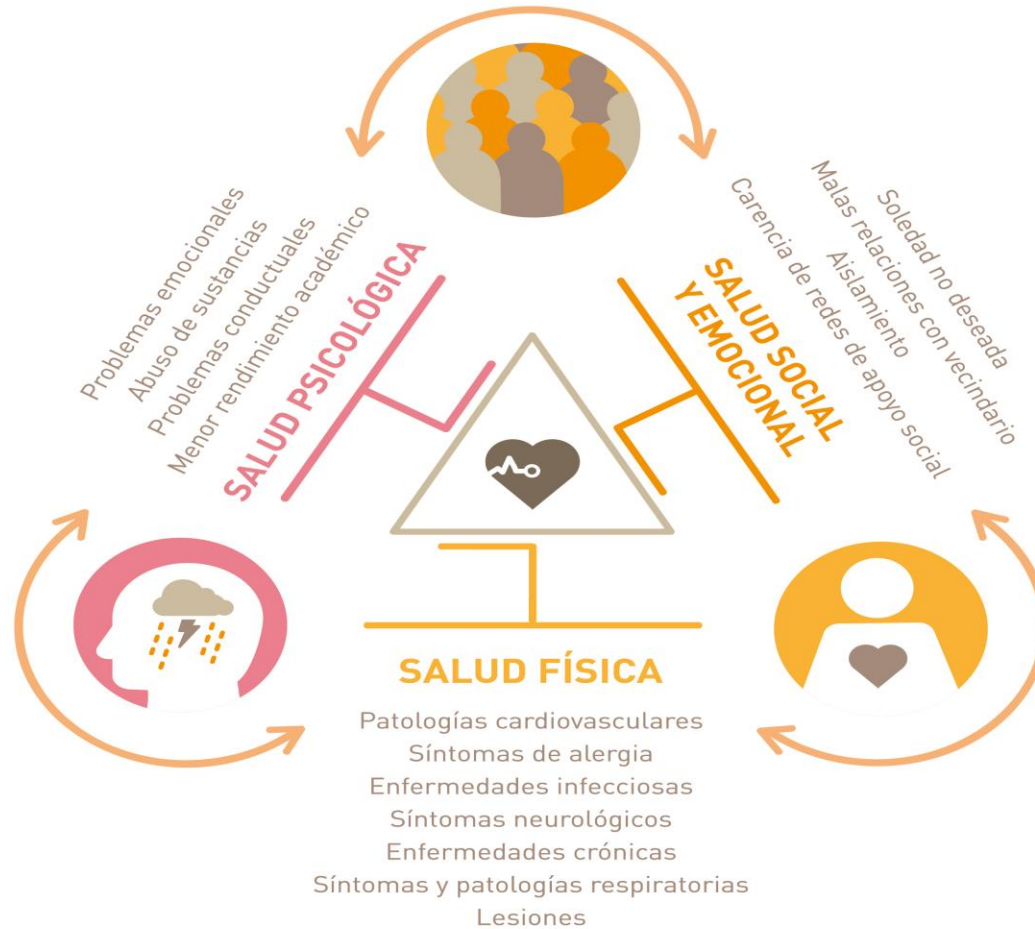 Problemas emocionales
Abuso de sustancias
Problemas conductuales
Menor rendimiento académico
SALUD PSICOLÓGICA
SALUD SOCIAL
Y EMOCIONAL
Soledad no deseada
Malas relaciones con vecindario
Aislamiento
Carencia de redes de apoyo social
SALUD FÍSICA
Patologías cardiovasculares
Síntomas de alergia
Enfermedades infecciosas
Síntomas neurológicos
Enfermedades crónicas
Síntomas y patologías respiratorias
Lesiones